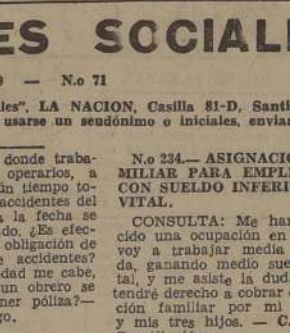 ES SOCIAL
— N.o 71
les". LA NACION, Casilla 81-D, Santi
usarse un seudónimo o iniciales, envian
donde traba-
operarios, a
ún tiempo to-
accidentes del
a la fecha se
do, ¿Es efec-
obligación de
e accidentes?
dad me cabe,
un obrero se
ner póliza?—
go.
N.o 234.— ASIGNACIO
MILIAR PARA EMPL
CON SUELDO INFERI
VITAL.
CONSULTA: Me han
cido una ocupación en
voy a trabajar media
da, ganando medio sue
tal, y me asiste la dud
tendré derecho a cobrar
ción familiar por mi
y mis tres hijos. — C